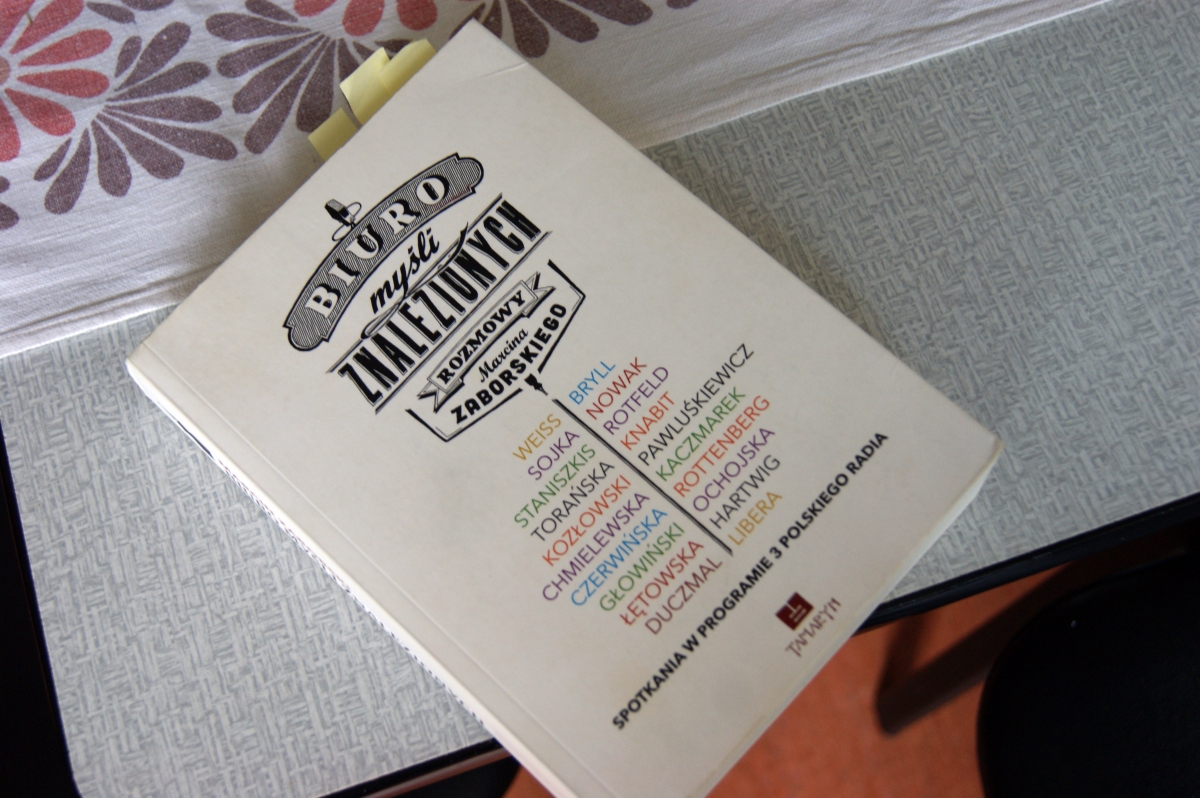 BIURO
myśli
ZNALEZIONYCH
ROZMOWY
Marcina
ZABORSKIEGO
WEISS BRYLL
SOJKA NOWAK
STANISZKIS ROTFELD
TORAŃSKA KNABIT
KOZŁOWSKI PAWLUŚKIEWICZ
CHMIELEWSKA KACZMAREK
CZERWIŃSKA ROTTENBERG
GŁOWIŃSKI OCHOJSKA
ŁĘTOWSKA HARTWIG
DUCZMAL LIBERA
SPOTKANIA W PROGRAMIE 3 POLSKIEGO RADIA
TAMARYN